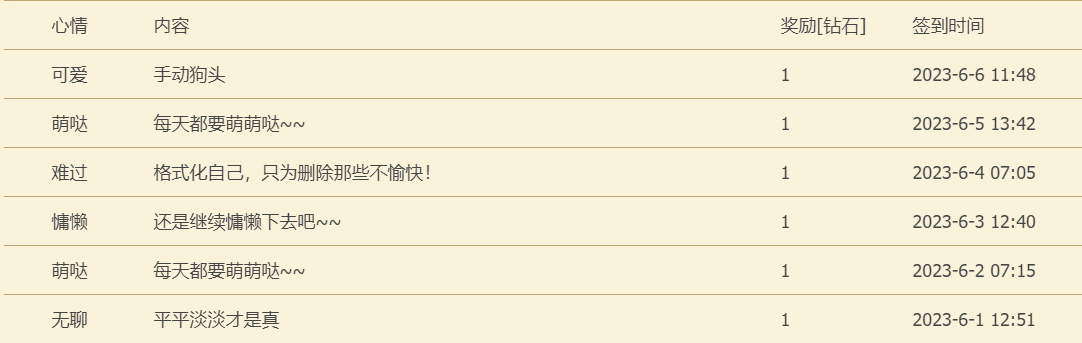 心情 内容 奖励[钻石] 签到时间
可爱 手动狗头 1 2023-6-6 11:48
萌哒 每天都要萌萌哒~~ 1 2023-6-5 13:42
难过 格式化自己，只为删除那些不愉快！ 1 2023-6-4 07:05
慵懒 还是继续慵懒下去吧~~ 1 2023-6-3 12:40
萌哒 每天都要萌萌哒~~ 1 2023-6-2 07:15
无聊 平平淡淡才是真 1 2023-6-1 12:51